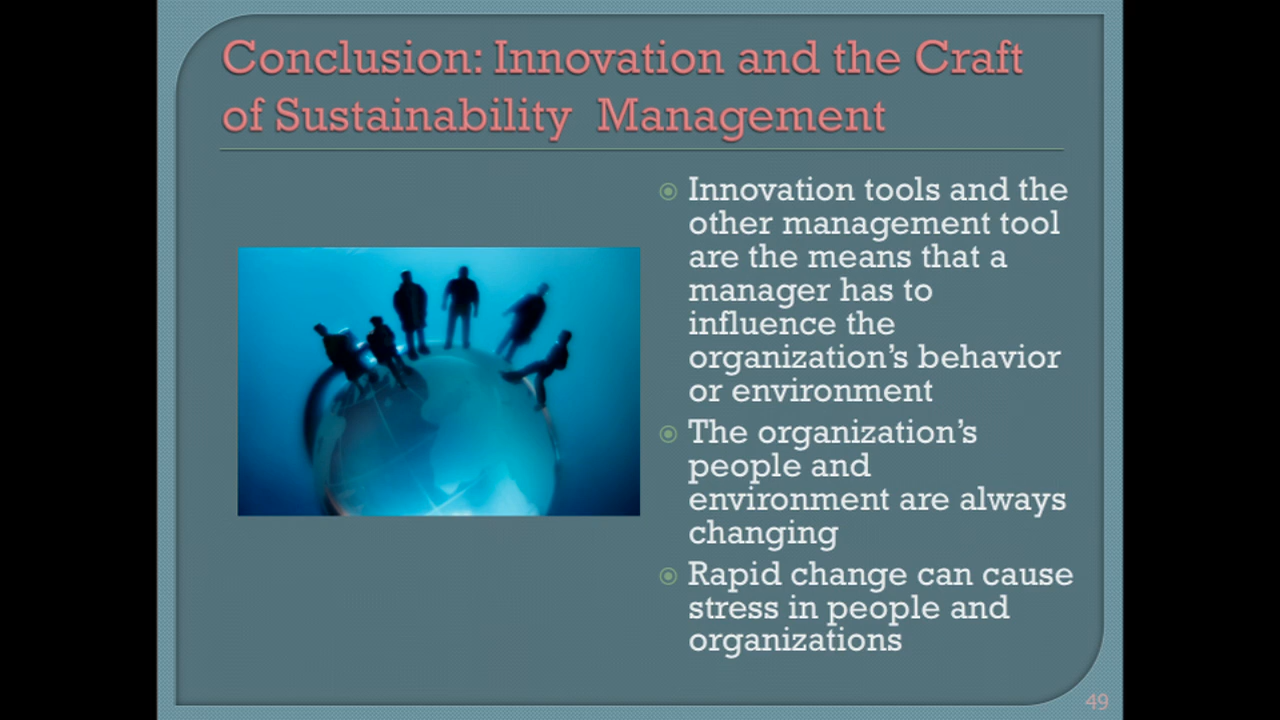 Conclusion: Innovation and the Craft
of Sustainability Management
Innovation tools and the
other management tool
are the means that a
manager has to
influence the
organization’s behavior
or environment
The organization’s
people and
environment are always
changing
Rapid change can cause
stress in people and
organizations
49